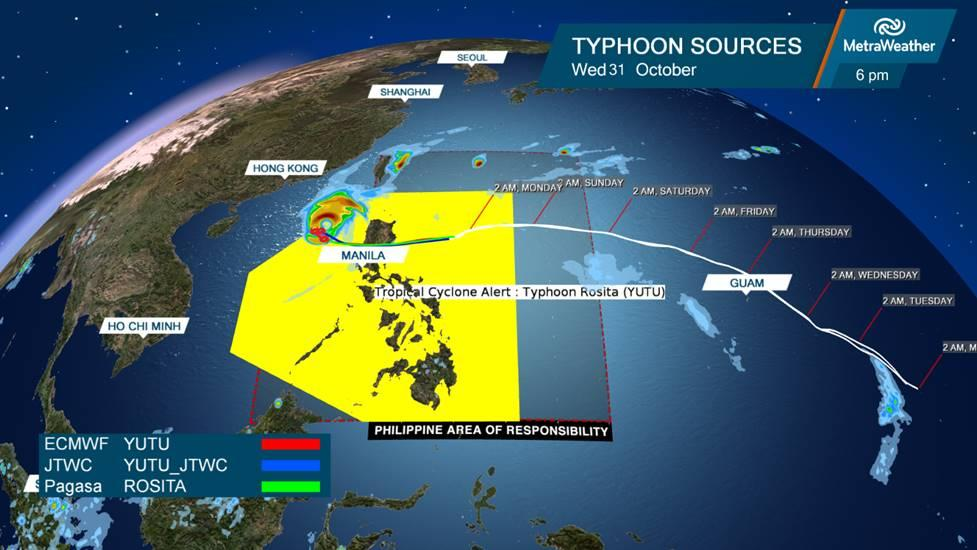 TYPHOON SOURCES
Wed 31 October
MetraWeather
6 pm
SEOUL
SHANGHAI
HONG KONG
2 AM, MONDAY
2 AM, SUNDAY
2 AM, SATURDAY
2 AM, FRIDAY
2 AM, THURSDAY
MANILA
2 AM, WEDNESDAY
GUAM
Tropical Cyclone Alert : Typhoon Rosita (YUTU)
2 AM, TUESDAY
HO CHI MINH
2 AM, M
PHILIPPINE AREA OF RESPONSIBILITY
ECMWF YUTU
JTWC YUTU_JTWC
Pagasa ROSITA